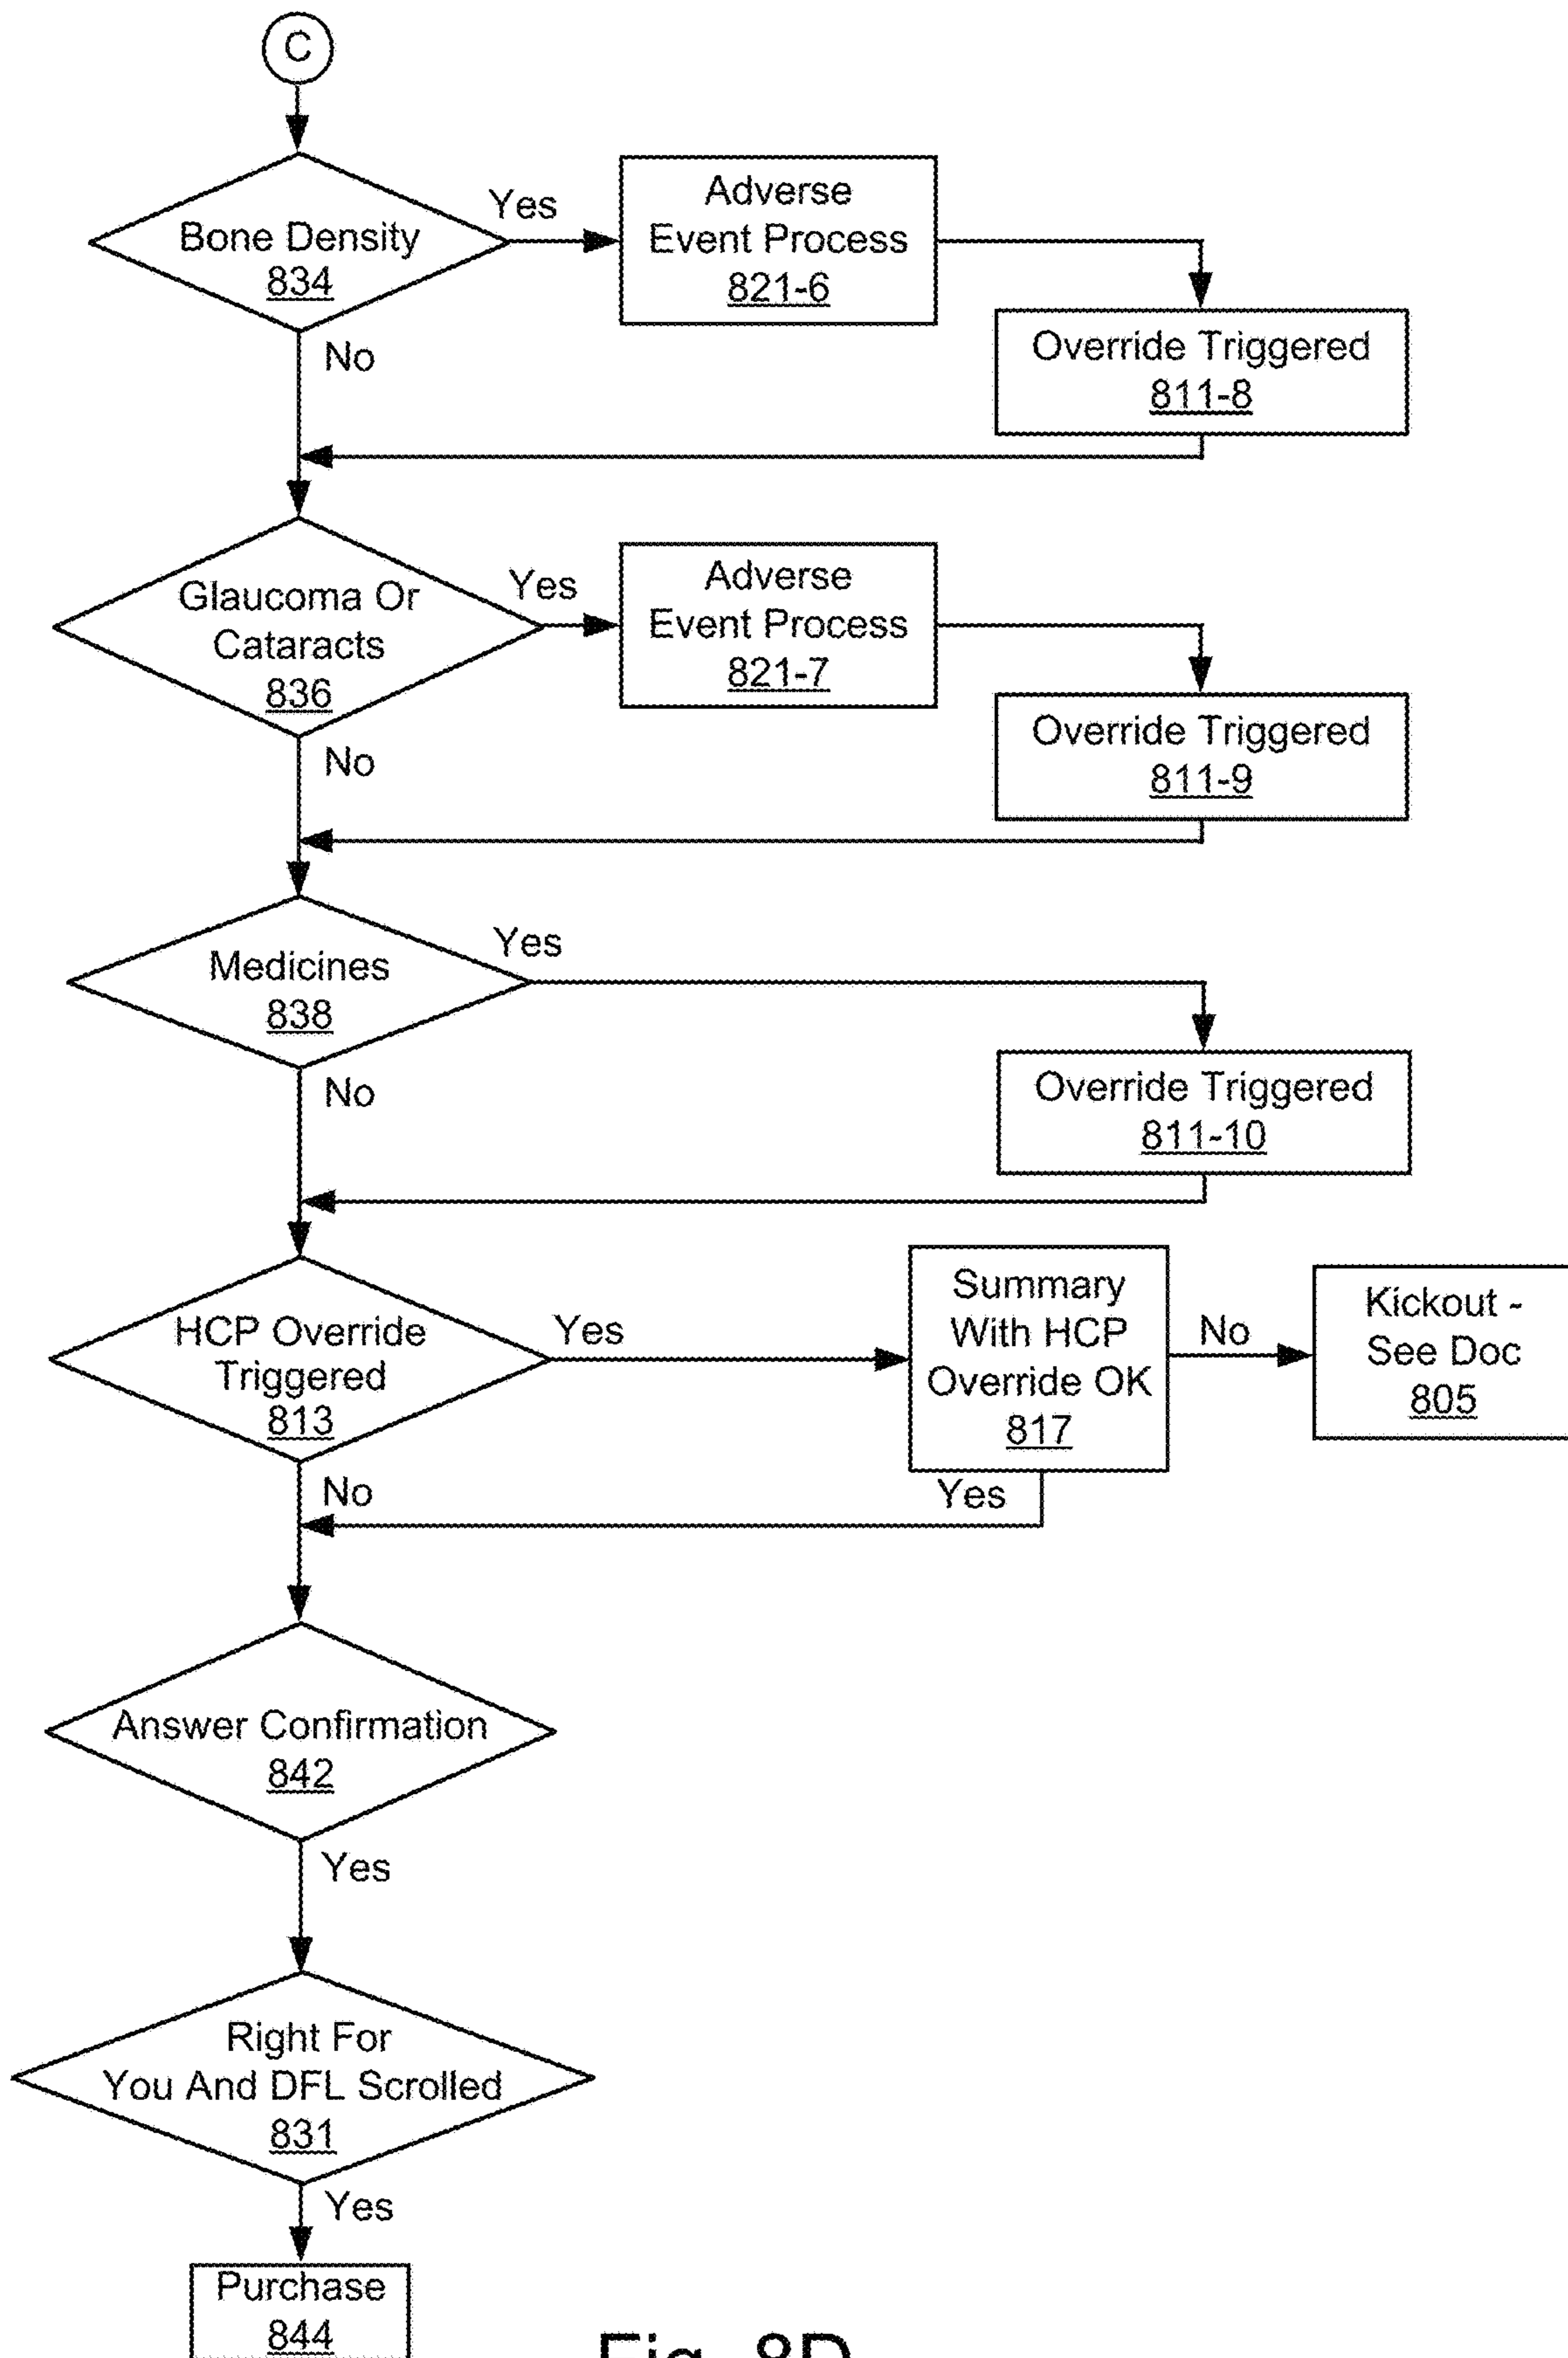 C
Bone Density
834
Yes
Adverse
Event Process
821-6
Override Triggered
811-8
No
Glaucoma Or
Cataracts
836
Yes
Adverse
Event Process
821-7
Override Triggered
811-9
No
Medicines
838
Yes
Override Triggered
811-10
No
HCP Override
Triggered
813
Yes
Summary
With HCP
Override OK
817
No
Kickout -
See Doc
805
Yes
No
Answer Confirmation
842
Yes
Right For
You And DFL Scrolled
831
Yes
Purchase
844
Fig. 8D